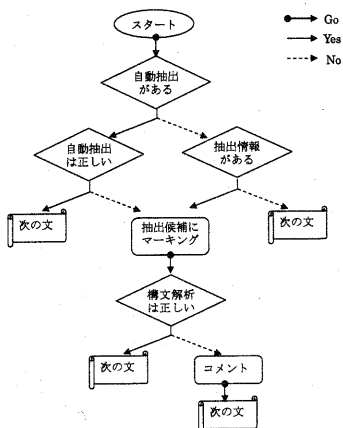 スタート
Go
Yes
No
自動抽出
がある
自動抽出
は正しい
抽出情報
がある
次の文
抽出候補に
マーキング
次の文
構文解析
は正しい
次の文
コメント
次の文